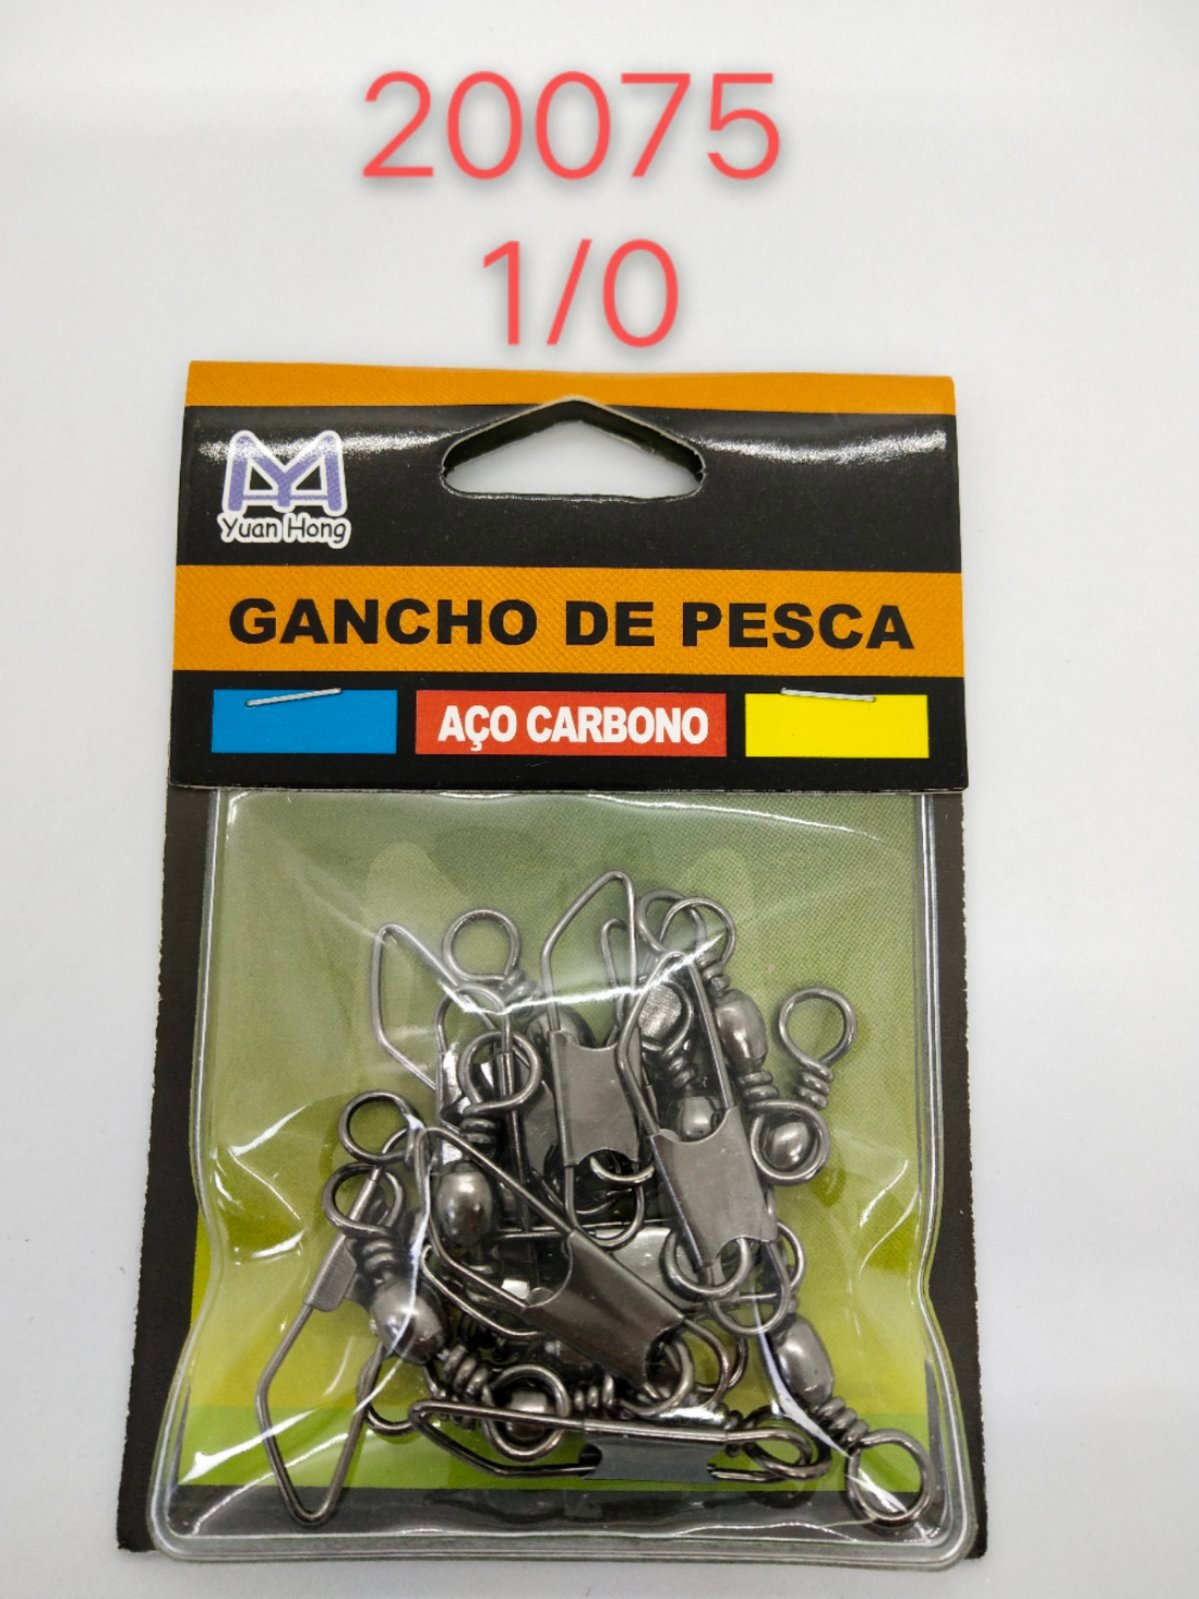 20075
1/0
Yuan Hong
GANCHO DE PESCA
AÇO CARBONO